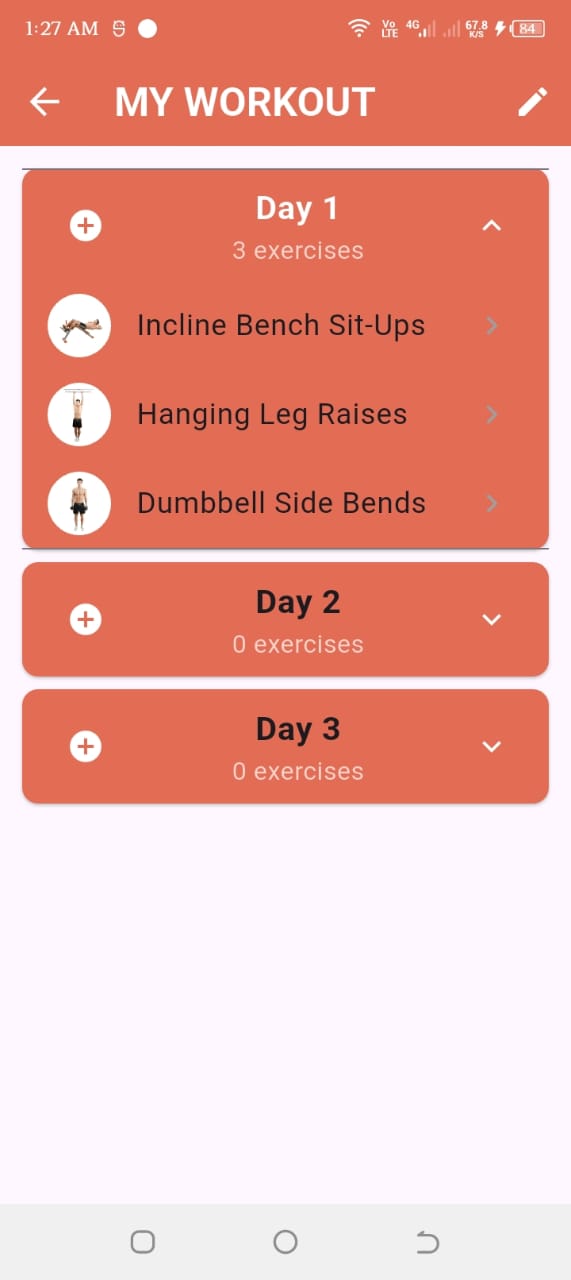 1:27 AM
Vo LTE 4G 67.8 K/S 84
MY WORKOUT
Day 1
3 exercises
Incline Bench Sit-Ups
Hanging Leg Raises
Dumbbell Side Bends
Day 2
0 exercises
Day 3
0 exercises